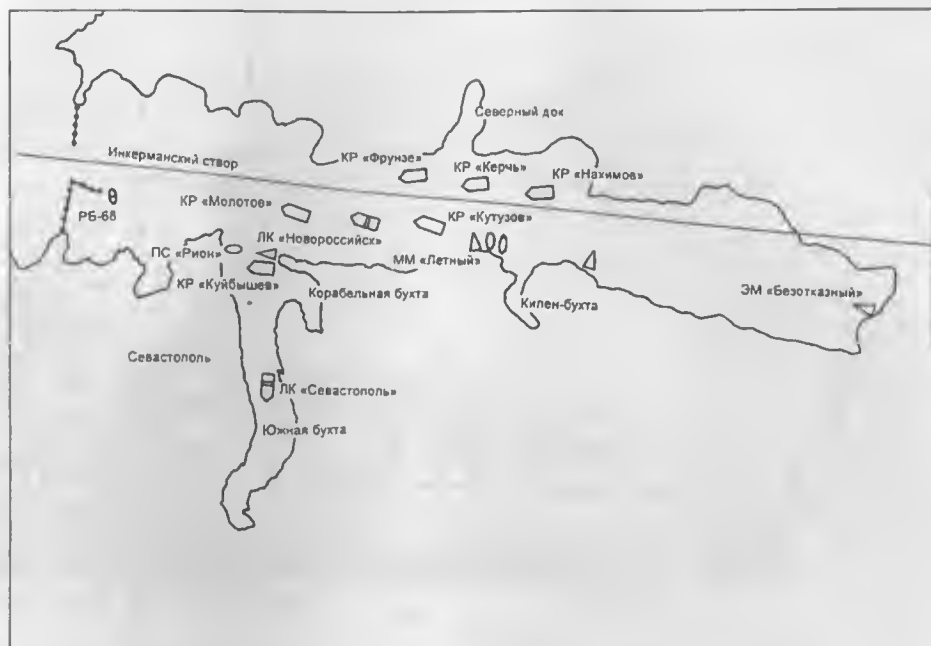 Северный док
Инкерманский створ
КР «Фрунзе»
КР «Керчь»
КР «Нахимов»
КР «Молотов»
РБ-68
КР «Кутузов»
ЛК «Новороссийск»
ПС «Рион»
ММ «Летный»
КР «Куйбышев»
Корабельная бухта
Килен-бухта
ЭМ «Безотказный»
Севастополь
ЛК «Севастополь»
Южная бухта